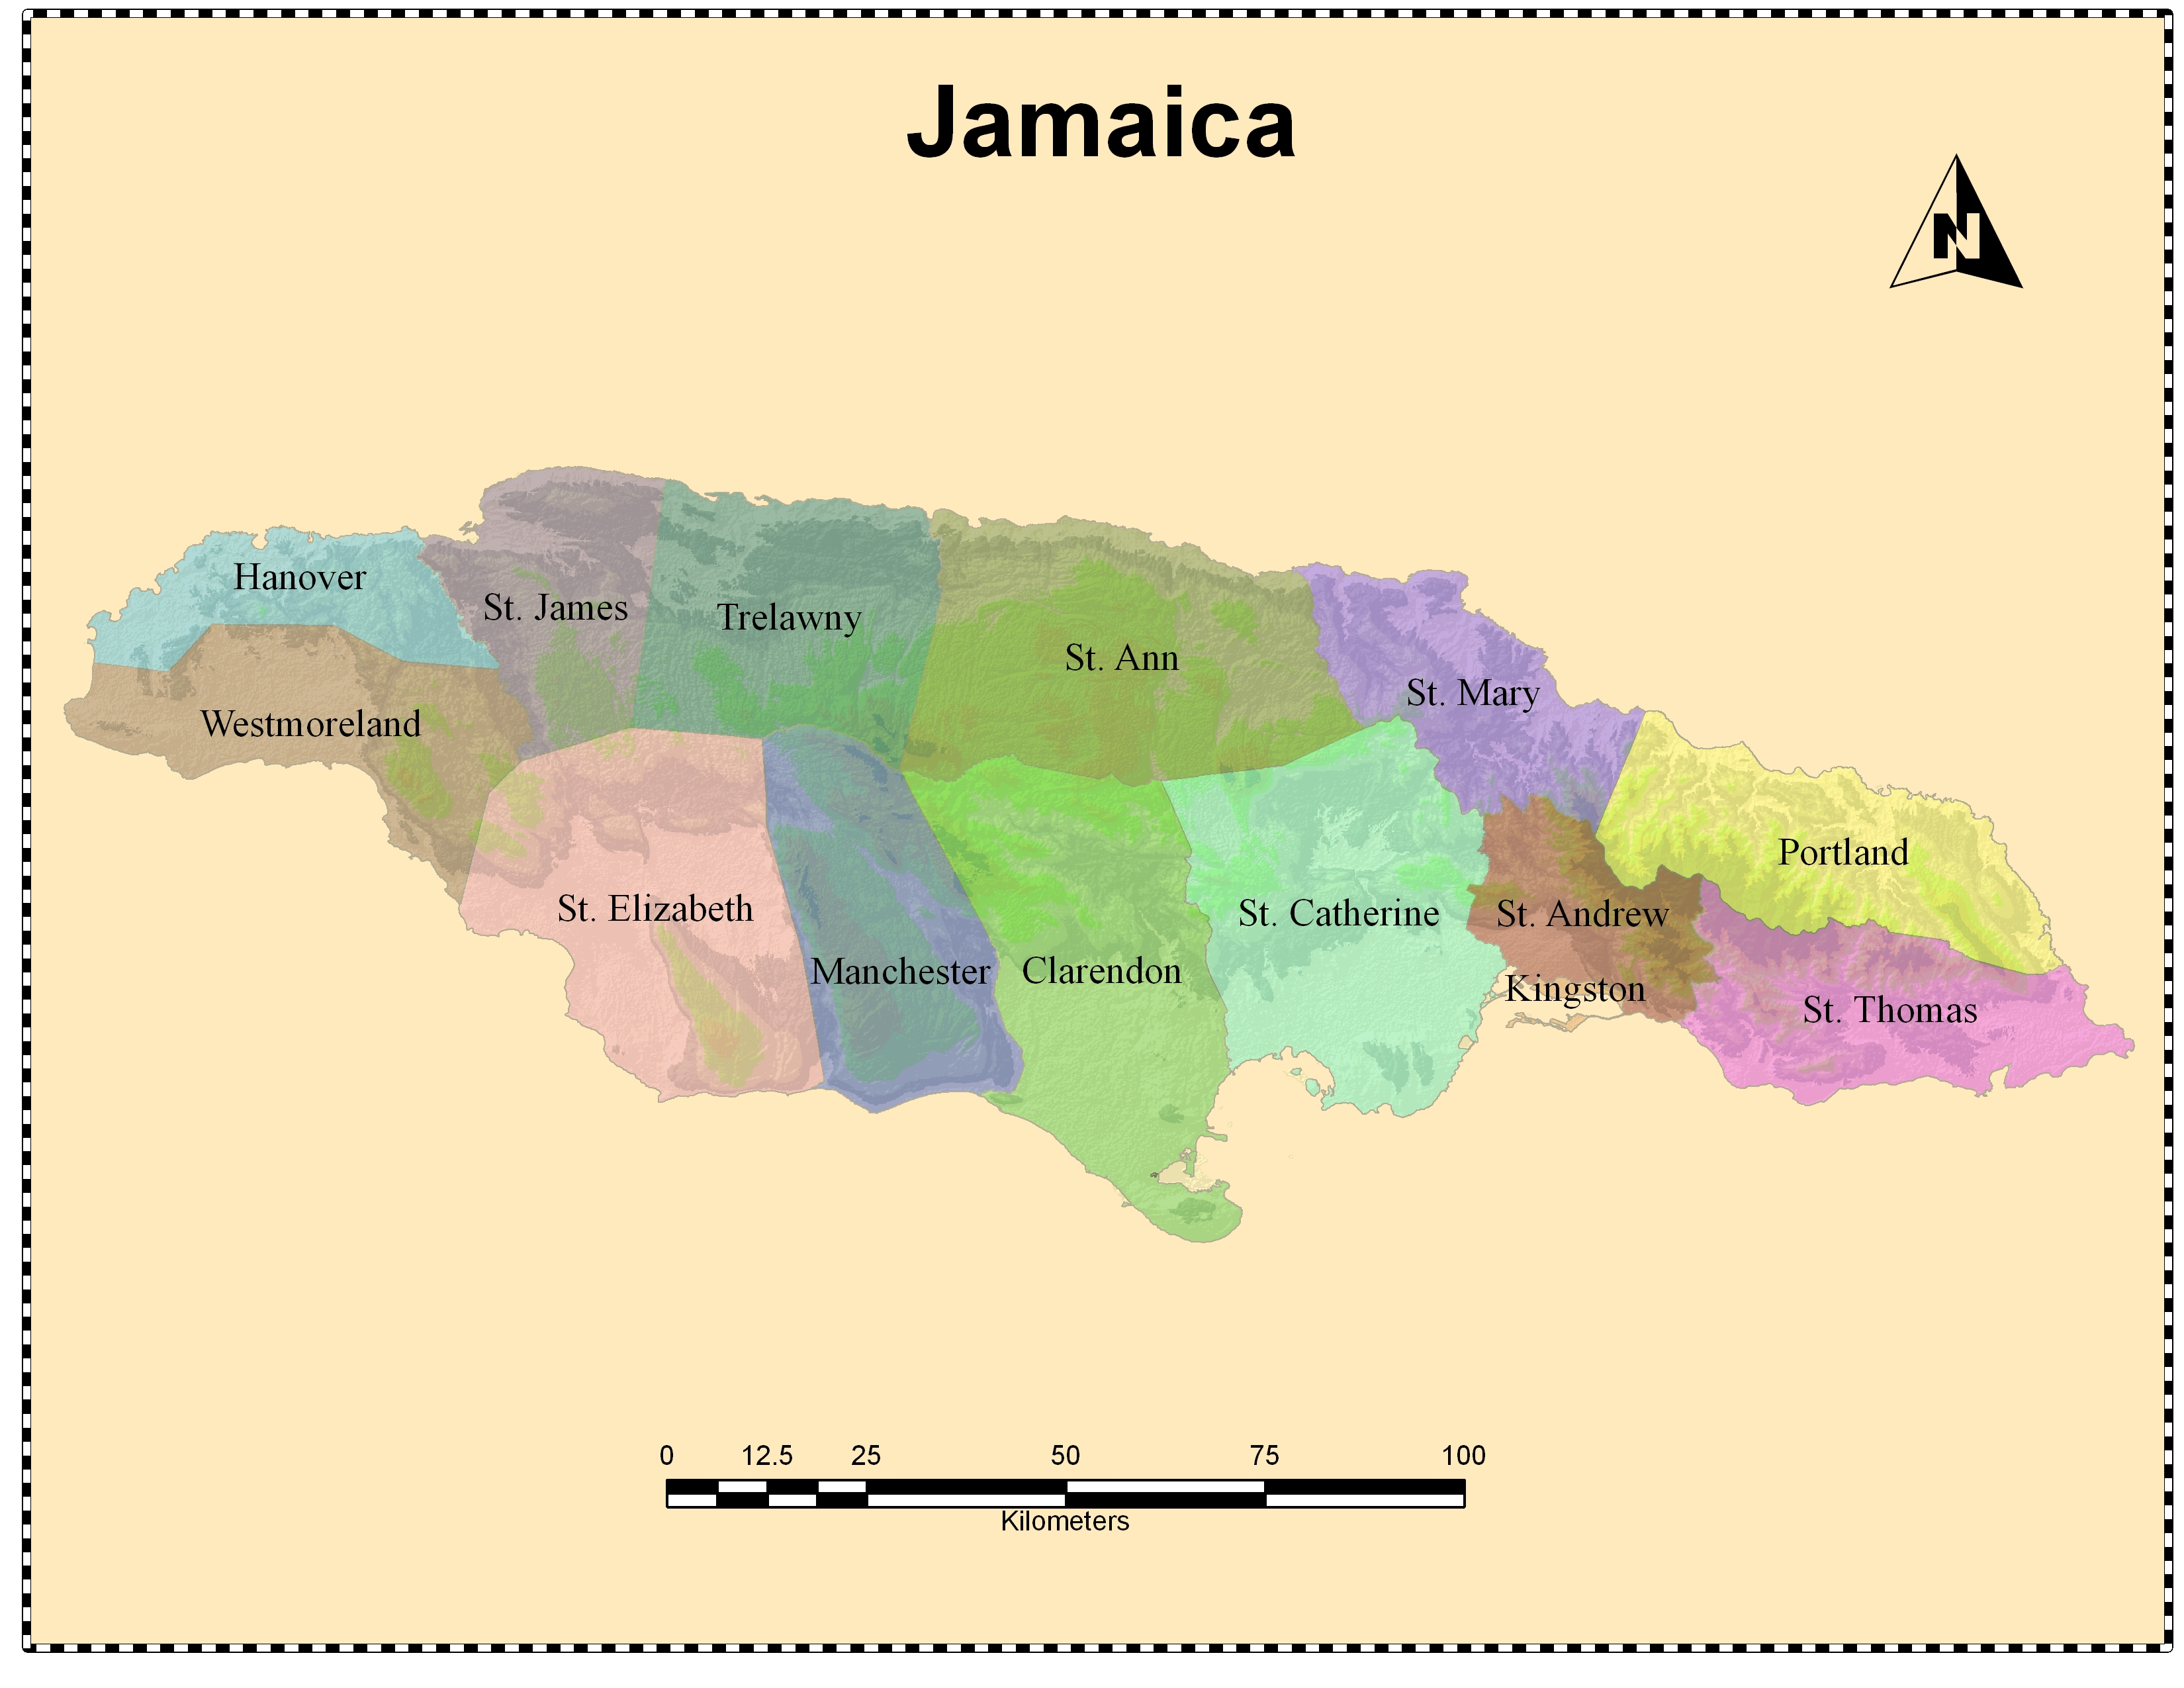 Jamaica
N
Hanover
St. James
Trelawny
St. Ann
St. Mary
Westmoreland
Portland
St. Elizabeth
St. Catherine
St. Andrew
Manchester
Clarendon
Kingston
St. Thomas
0 12.5 25 50 75 100
Kilometers